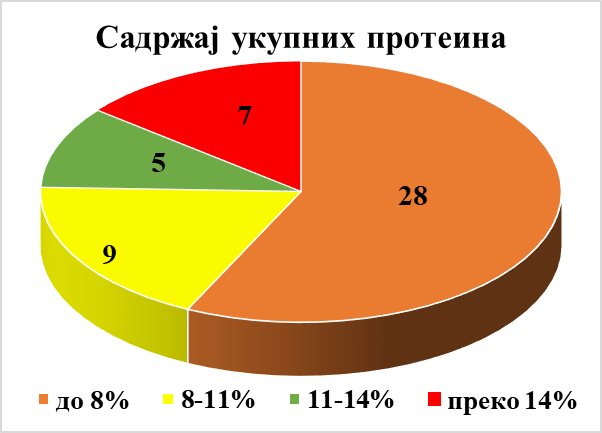 Садржај укупних протеина
7
5
28
9
до 8% 8-11% 11-14% преко 14%